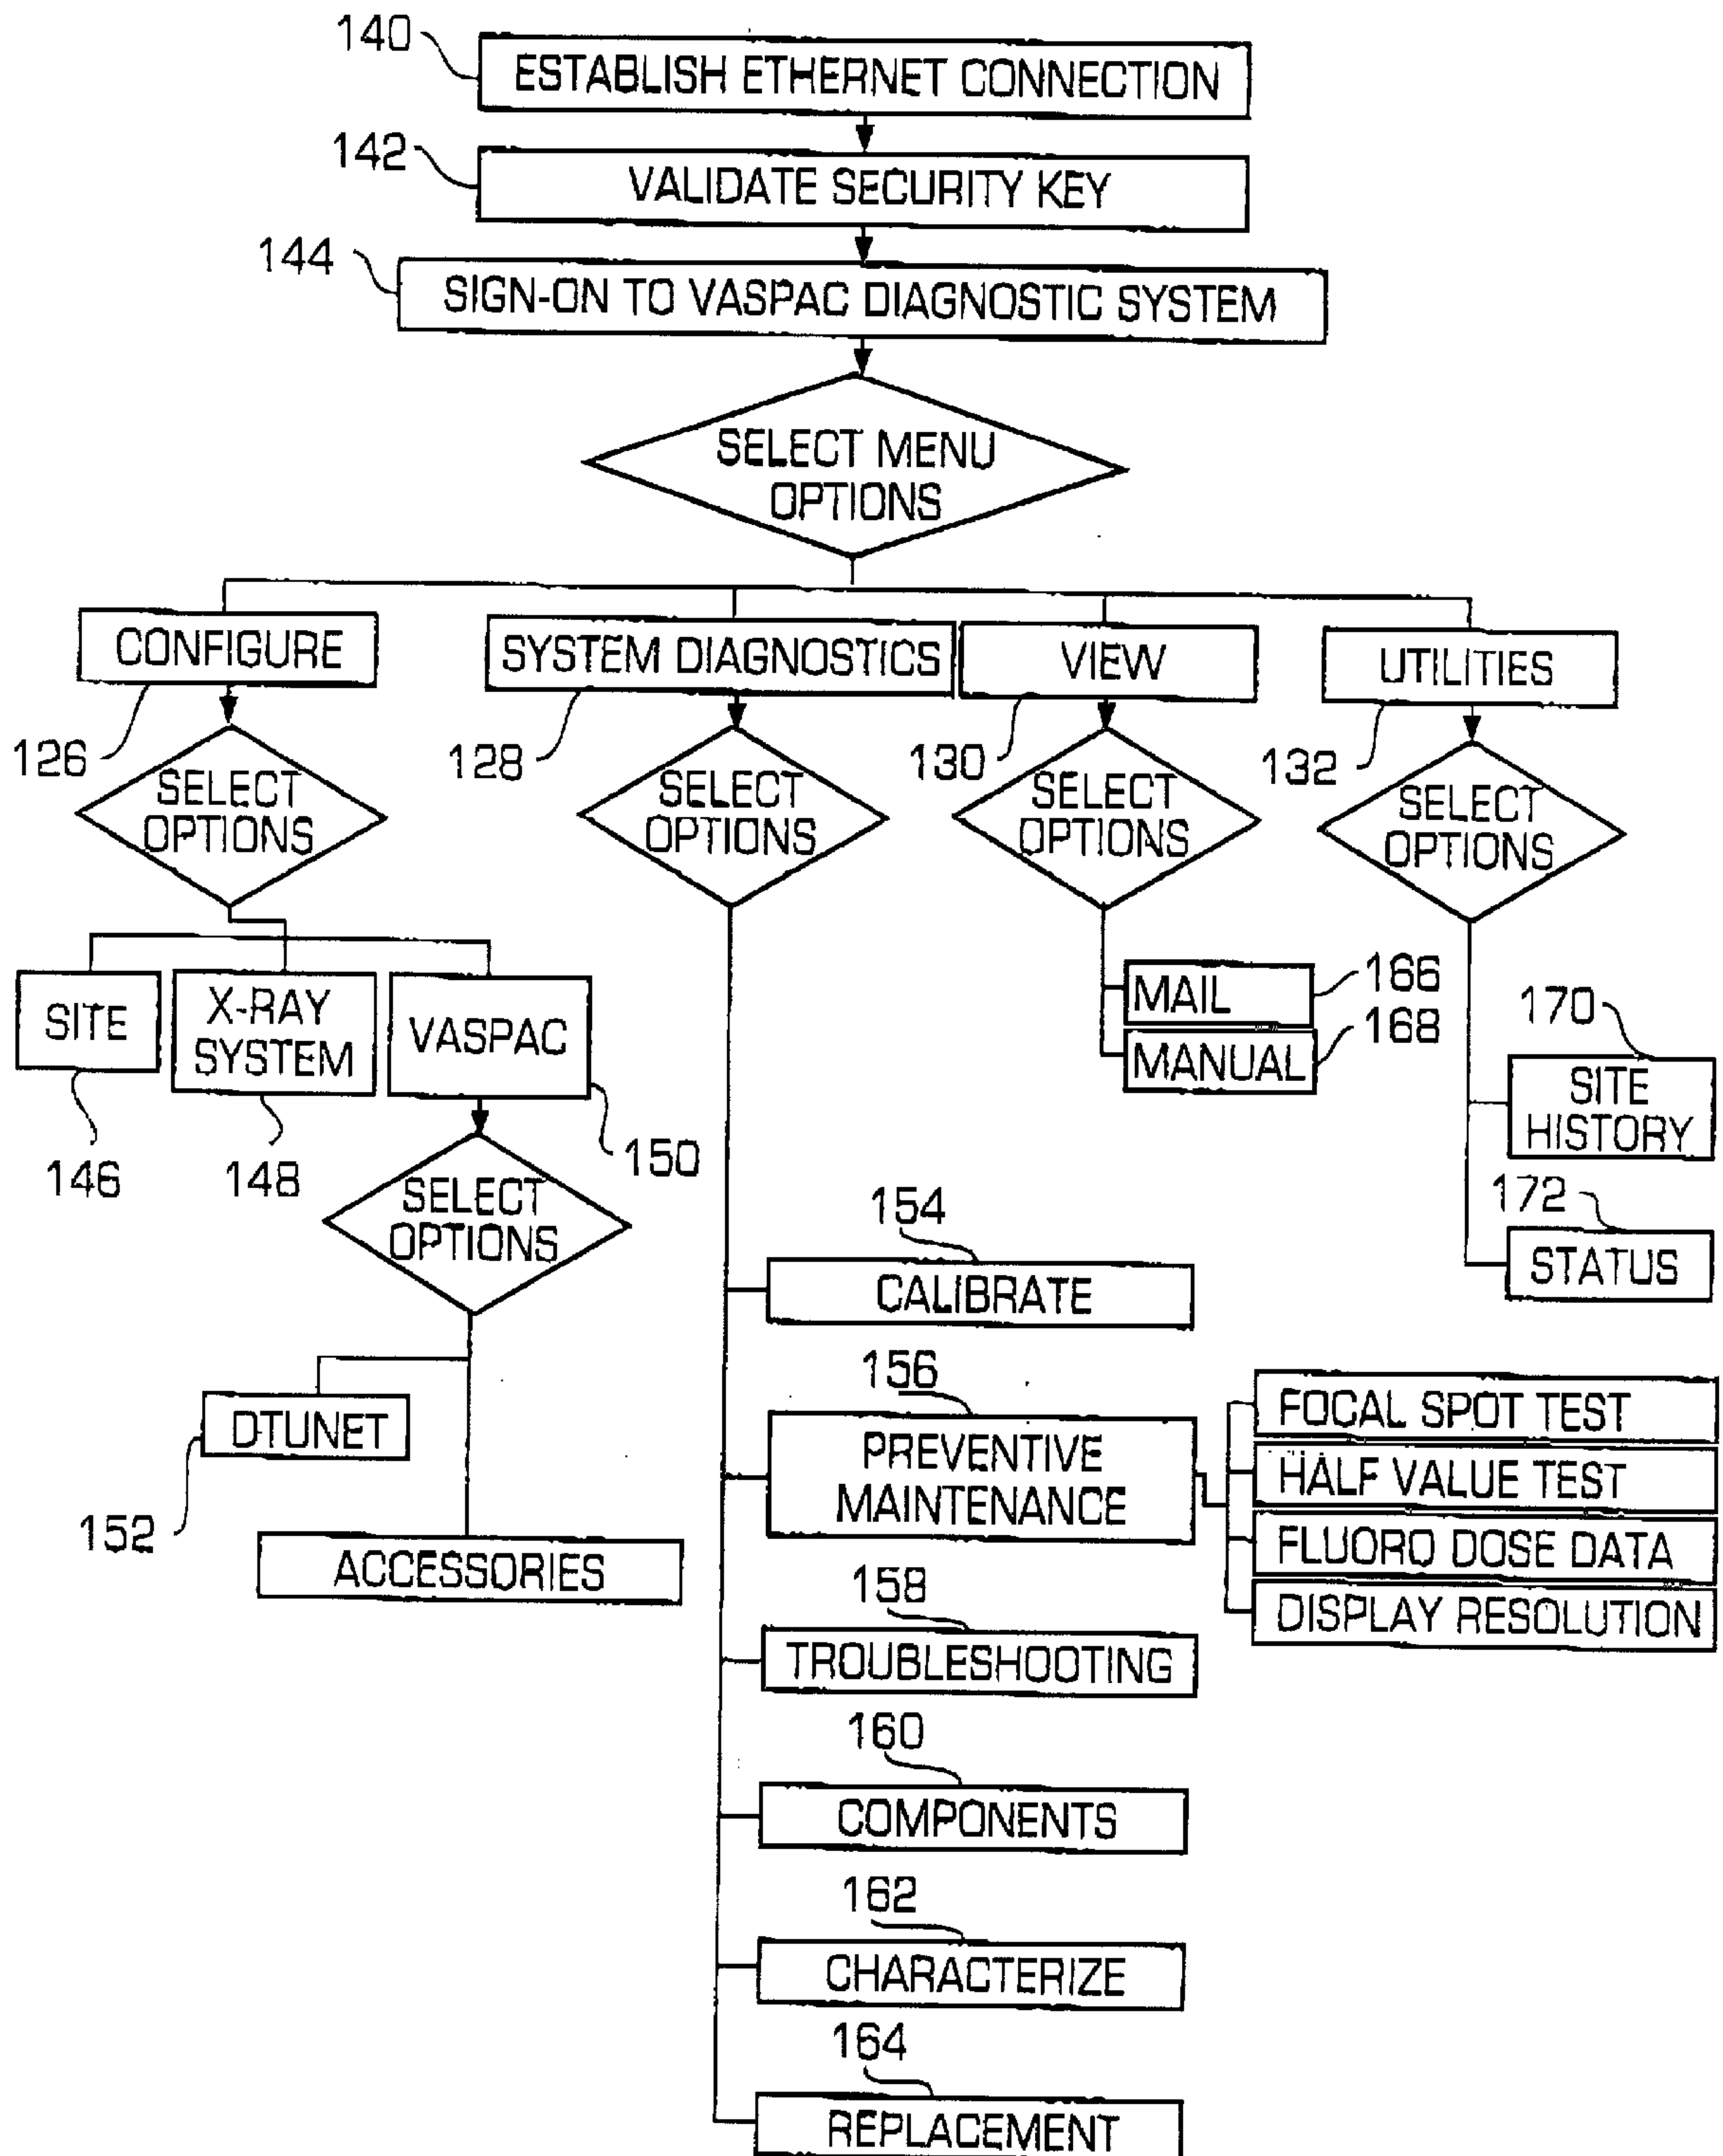 140
ESTABLISH ETHERNET CONNECTION
142
VALIDATE SECURITY KEY
144
SIGN-ON TO VASPAC DIAGNOSTIC SYSTEM
SELECT MENU
OPTIONS
CONFIGURE
SYSTEM DIAGNOSTICS
VIEW
UTILITIES
126
128
130
132
SELECT
OPTIONS
SELECT
OPTIONS
SELECT
OPTIONS
SELECT
OPTIONS
SITE
X-RAY
SYSTEM
VASPAC
146
148
150
MAIL
166
MANUAL
168
170
SITE
HISTORY
172
STATUS
SELECT
OPTIONS
DTUNET
152
ACCESSORIES
154
CALIBRATE
156
PREVENTIVE
MAINTENANCE
FOCAL SPOT TEST
HALF VALUE TEST
FLUORO DOSE DATA
DISPLAY RESOLUTION
158
TROUBLESHOOTING
160
COMPONENTS
162
CHARACTERIZE
164
REPLACEMENT